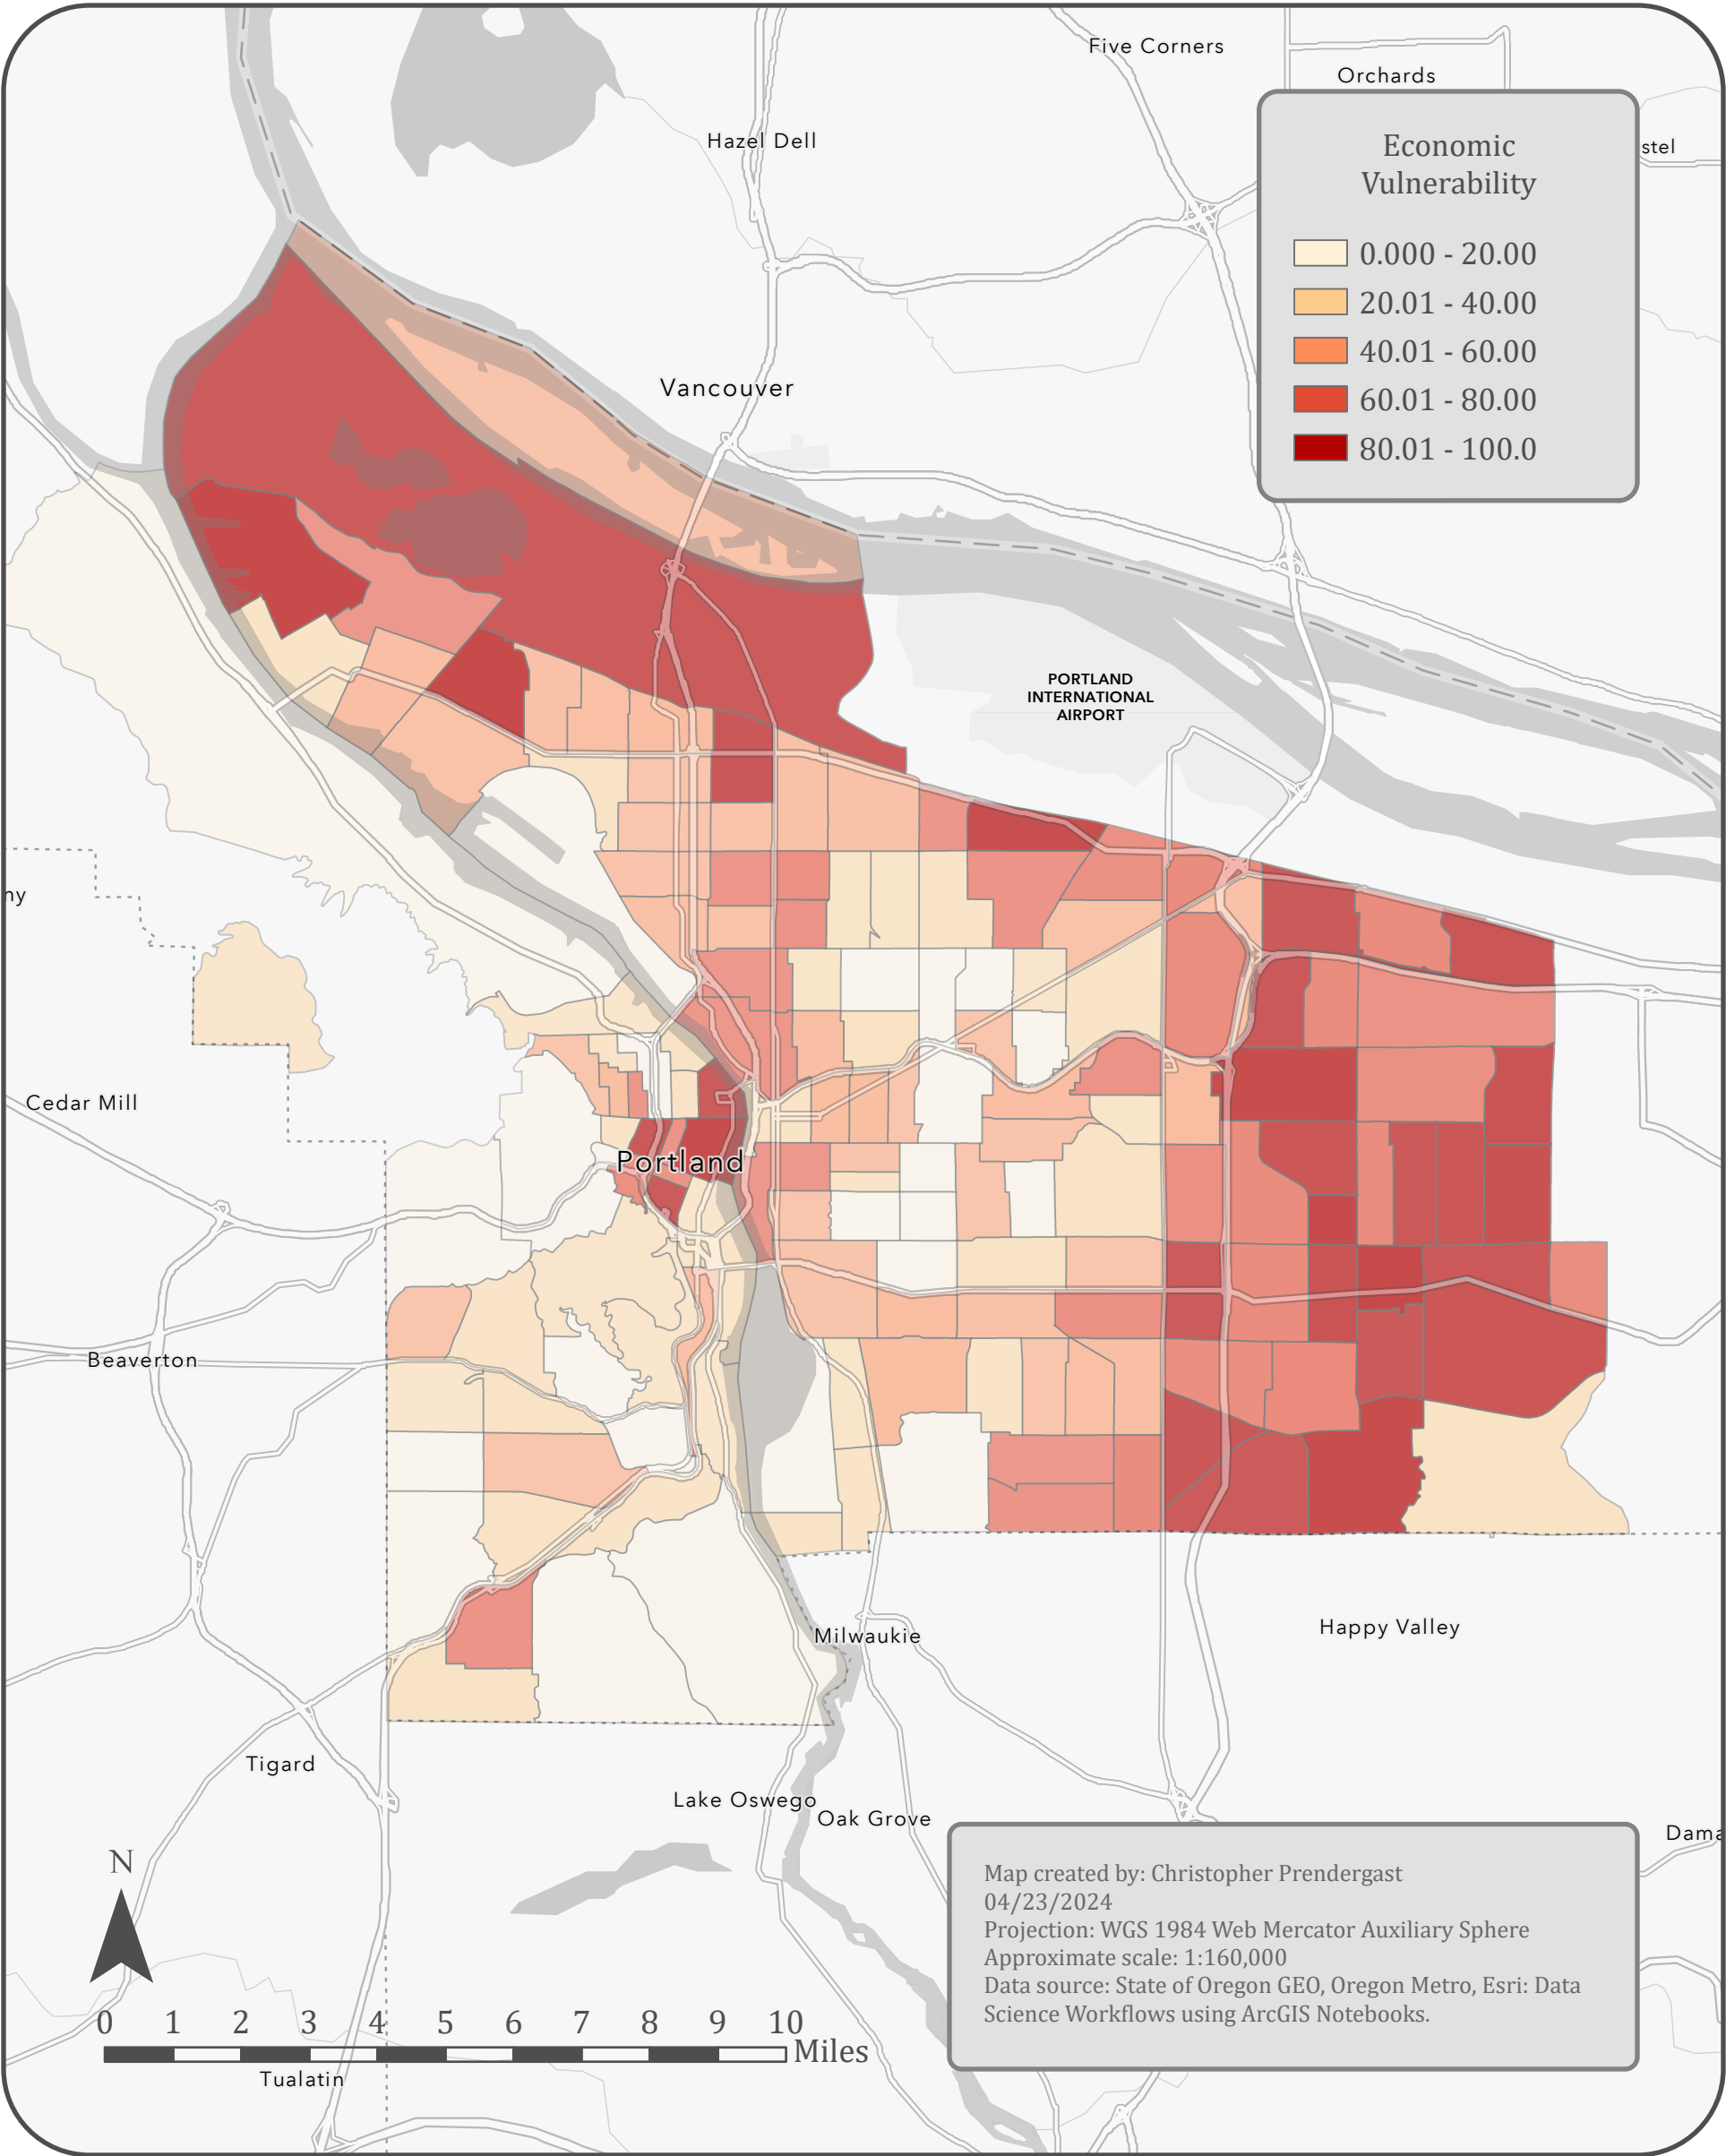 Five Corners
Orchards
Hazel Dell
stel
Economic
Vulnerability
0.000 - 20.00
20.01 - 40.00
40.01 - 60.00
60.01 - 80.00
80.01 - 100.0
Vancouver
PORTLAND
INTERNATIONAL
AIRPORT
ny
Cedar Mill
Portland
Beaverton
Milwaukie
Happy Valley
Tigard
Lake Oswego
Oak Grove
Dama
N
Map created by: Christopher Prendergast
04/23/2024
Projection: WGS 1984 Web Mercator Auxiliary Sphere
Approximate scale: 1:160,000
Data source: State of Oregon GEO, Oregon Metro, Esri: Data
Science Workflows using ArcGIS Notebooks.
0 1 2 3 4 5 6 7 8 9 10
Miles
Tualatin